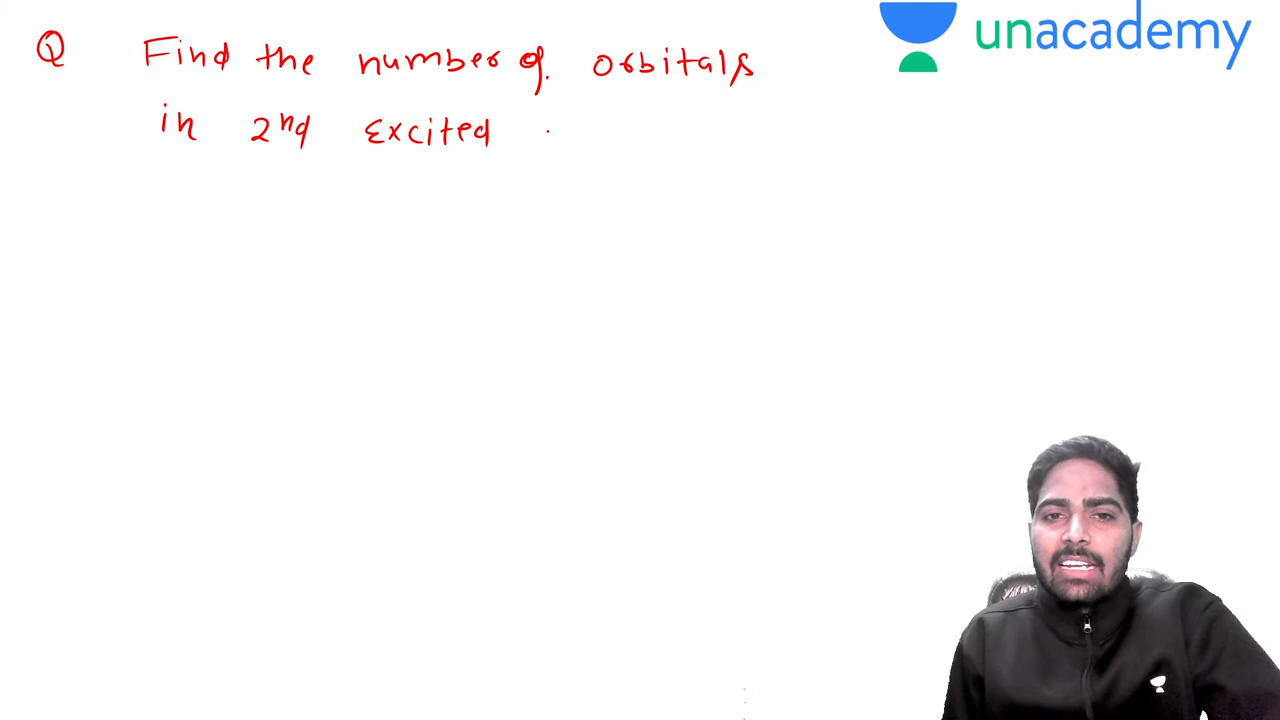 unacademy
Q Find the number of orbitals
in 2nd Excited